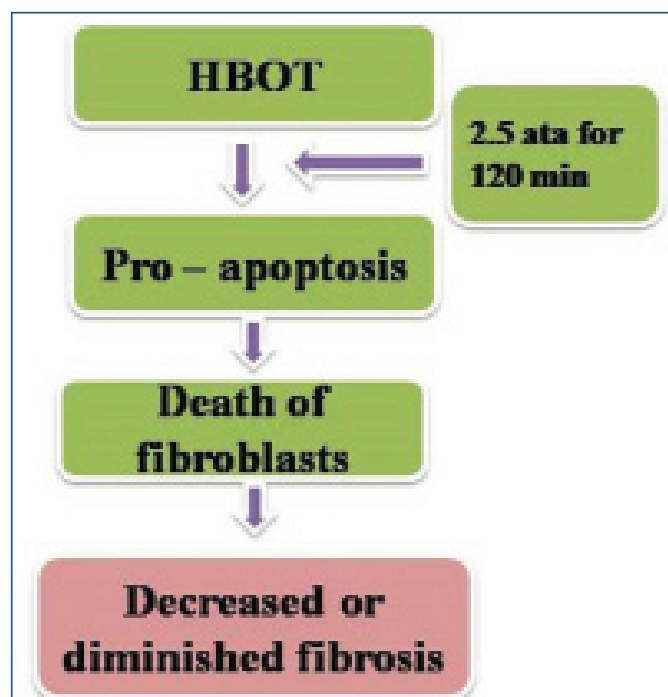 HBOT
2.5 ata for
120 min
Pro – apoptosis
Death of
fibroblasts
Decreased or
diminished fibrosis